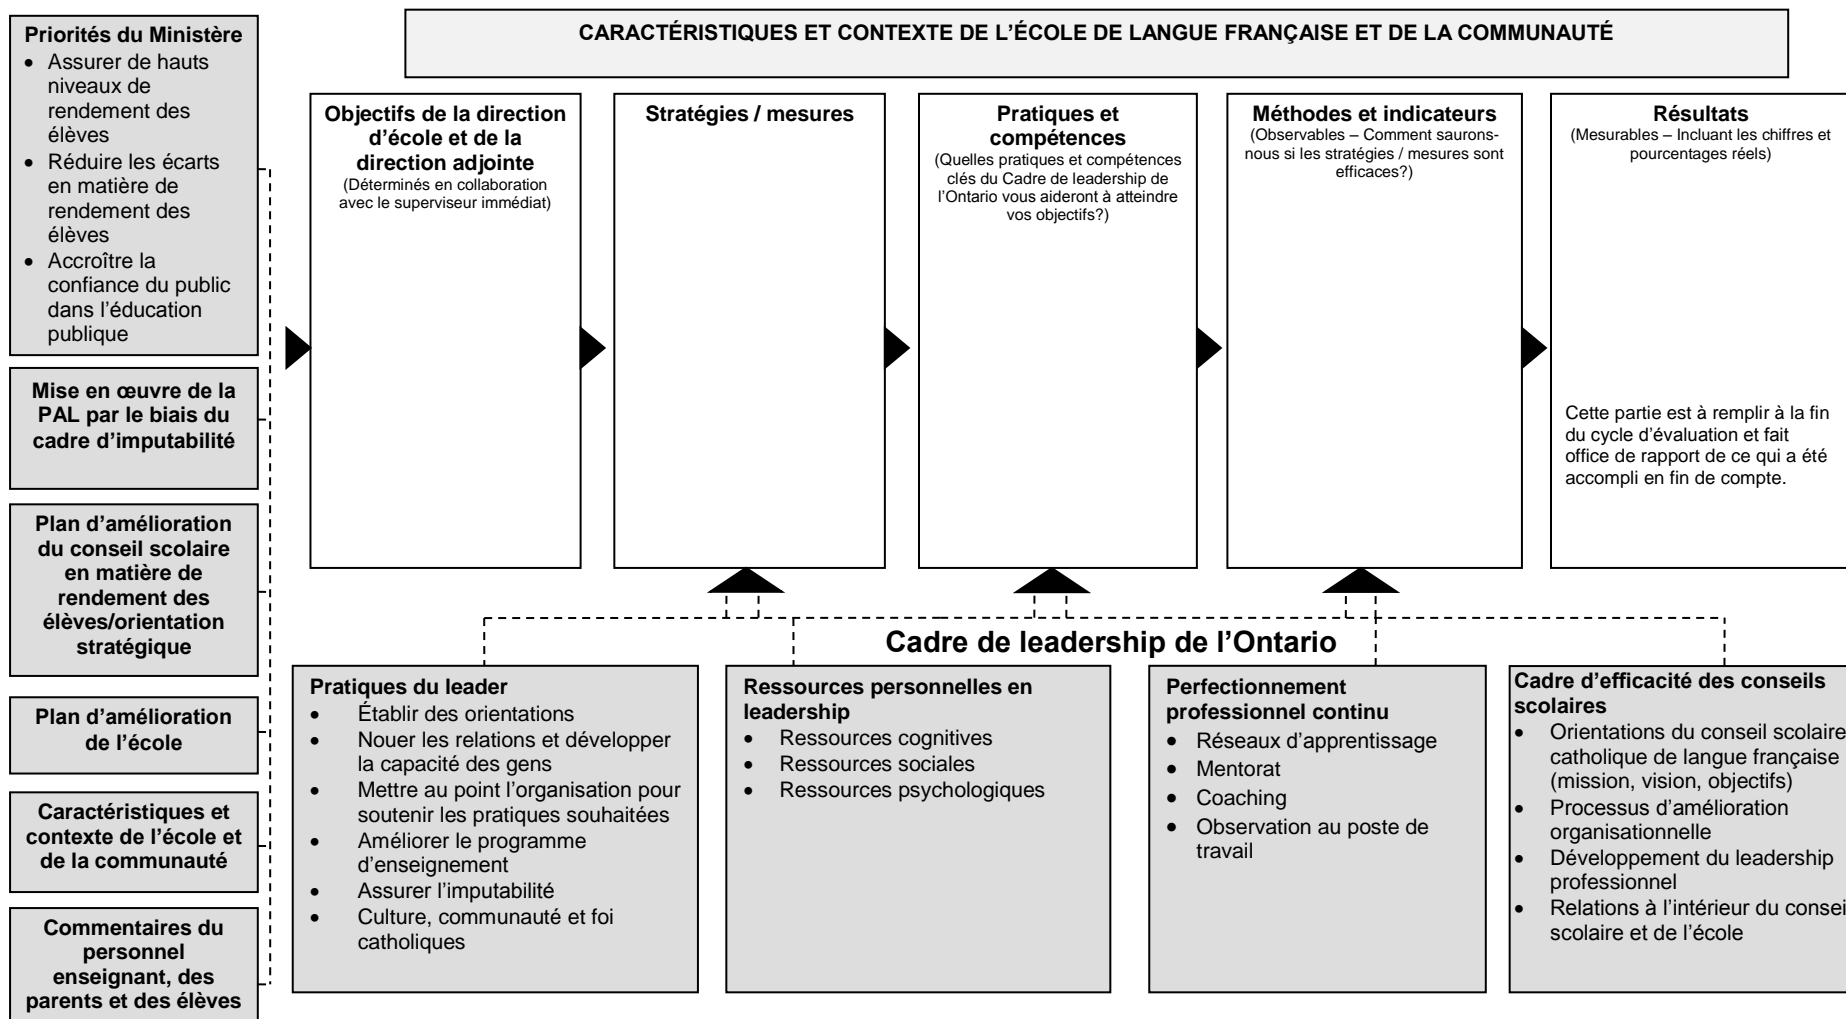 CARACTÉRISTIQUES ET CONTEXTE DE L'ÉCOLE DE LANGUE FRANÇAISE ET DE LA COMMUNAUTÉ
Priorités du Ministère
• Assurer de hauts
niveaux de
rendement des
élèves
• Réduire les écarts
en matière de
rendement des
élèves
• Accroître la
confiance du public
dans l'éducation
publique
Mise en œuvre de la
PAL par le biais du
cadre d'imputabilité
Plan d'amélioration
du conseil scolaire
en matière de
rendement des
élèves/orientation
stratégique
Plan d'amélioration
de l'école
Caractéristiques et
contexte de l'école et
de la communauté
Commentaires du
personnel
enseignant, des
parents et des élèves
Objectifs de la direction
d'école et de la
direction adjointe
(Déterminés en collaboration
avec le superviseur immédiat)
Stratégies / mesures
Pratiques et
compétences
(Quelles pratiques et compétences
clés du Cadre de leadership de
l'Ontario vous aideront à atteindre
vos objectifs?)
Méthodes et indicateurs
(Observables – Comment saurons-
nous si les stratégies / mesures sont
efficaces?)
Résultats
(Mesurables – Incluant les chiffres et
pourcentages réels)
Cette partie est à remplir à la fin
du cycle d'évaluation et fait
office de rapport de ce qui a été
accompli en fin de compte.
Cadre de leadership de l'Ontario
Pratiques du leader
• Établir des orientations
• Nouer les relations et développer
la capacité des gens
• Mettre au point l'organisation pour
soutenir les pratiques souhaitées
• Améliorer le programme
d'enseignement
• Assurer l'imputabilité
• Culture, communauté et foi
catholiques
Ressources personnelles en
leadership
• Ressources cognitives
• Ressources sociales
• Ressources psychologiques
Perfectionnement
professionnel continu
• Réseaux d'apprentissage
• Mentorat
• Coaching
• Observation au poste de
travail
Cadre d'efficacité des conseils
scolaires
• Orientations du conseil scolaire
catholique de langue française
(mission, vision, objectifs)
• Processus d'amélioration
organisationnelle
• Développement du leadership
professionnel
• Relations à l'intérieur du consei
scolaire et de l'école